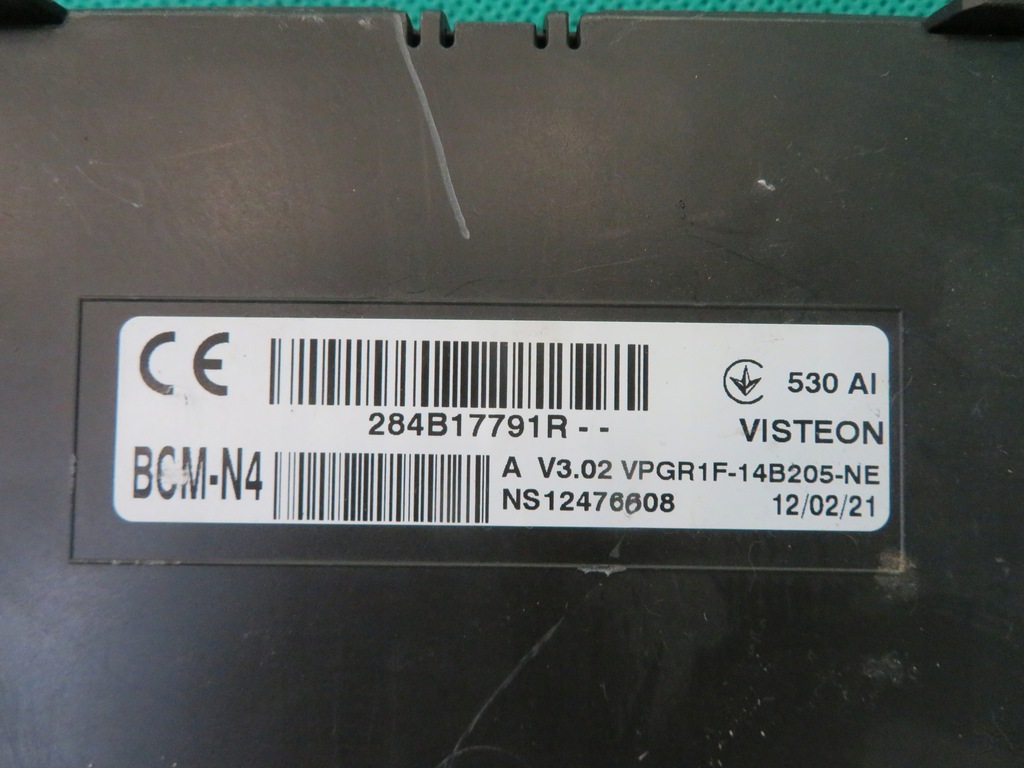 CE
530 AI
284B17791R - -
VISTEON
BCM-N4
A V3.02 VPGR1F-14B205-NE
NS12476608
12/02/21